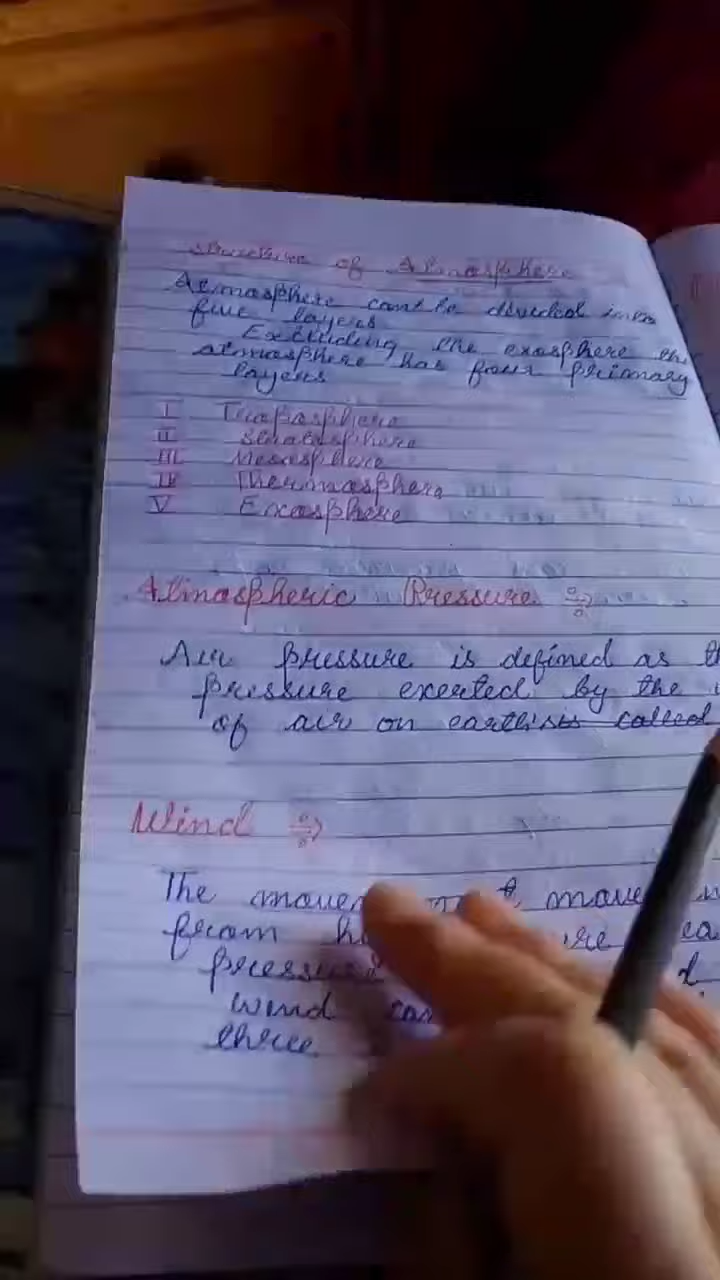 Structure of Atmosphere
Atmosphere can be divided into
five layers
Excluding the exosphere the
atmosphere has four primary
layers
I Troposphere
II Stratosphere
III Mesosphere
IV Thermosphere
V Exosphere
Atmospheric Pressure
Air pressure is defined as
pressure exerted by the
of air on earth is called
Wind
The
from
pressure
wind
three